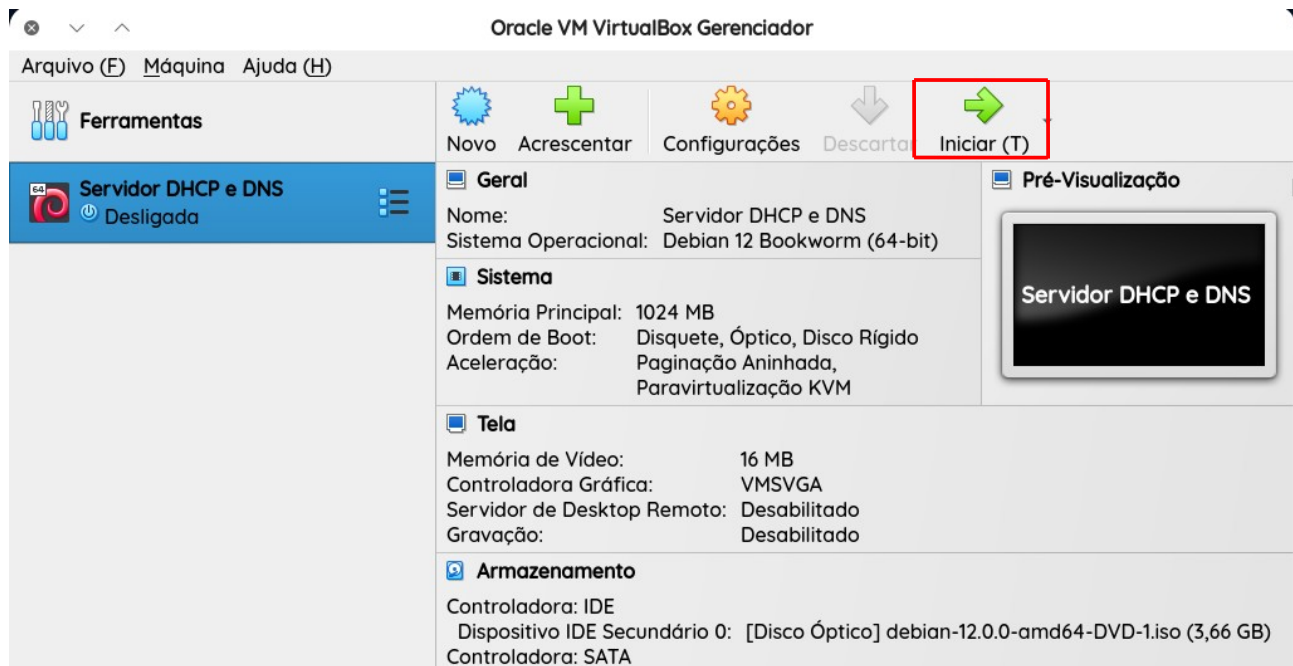 Oracle VM VirtualBox Gerenciador
Arquivo (F) Máquina Ajuda (H)
Ferramentas
Novo Acrescentar Configurações Descartar Iniciar (T)
64
Servidor DHCP e DNS
Desligada
Geral
Nome: Servidor DHCP e DNS
Sistema Operacional: Debian 12 Bookworm (64-bit)
Sistema
Memória Principal: 1024 MB
Ordem de Boot: Disquete, Óptico, Disco Rígido
Aceleração: Paginação Aninhada,
Paravirtualização KVM
Pré-Visualização
Servidor DHCP e DNS
Tela
Memória de Vídeo: 16 MB
Controladora Gráfica: VMSVGA
Servidor de Desktop Remoto: Desabilitado
Gravação: Desabilitado
Armazenamento
Controladora: IDE
Dispositivo IDE Secundário 0: [Disco Óptico] debian-12.0.0-amd64-DVD-1.iso (3,66 GB)
Controladora: SATA